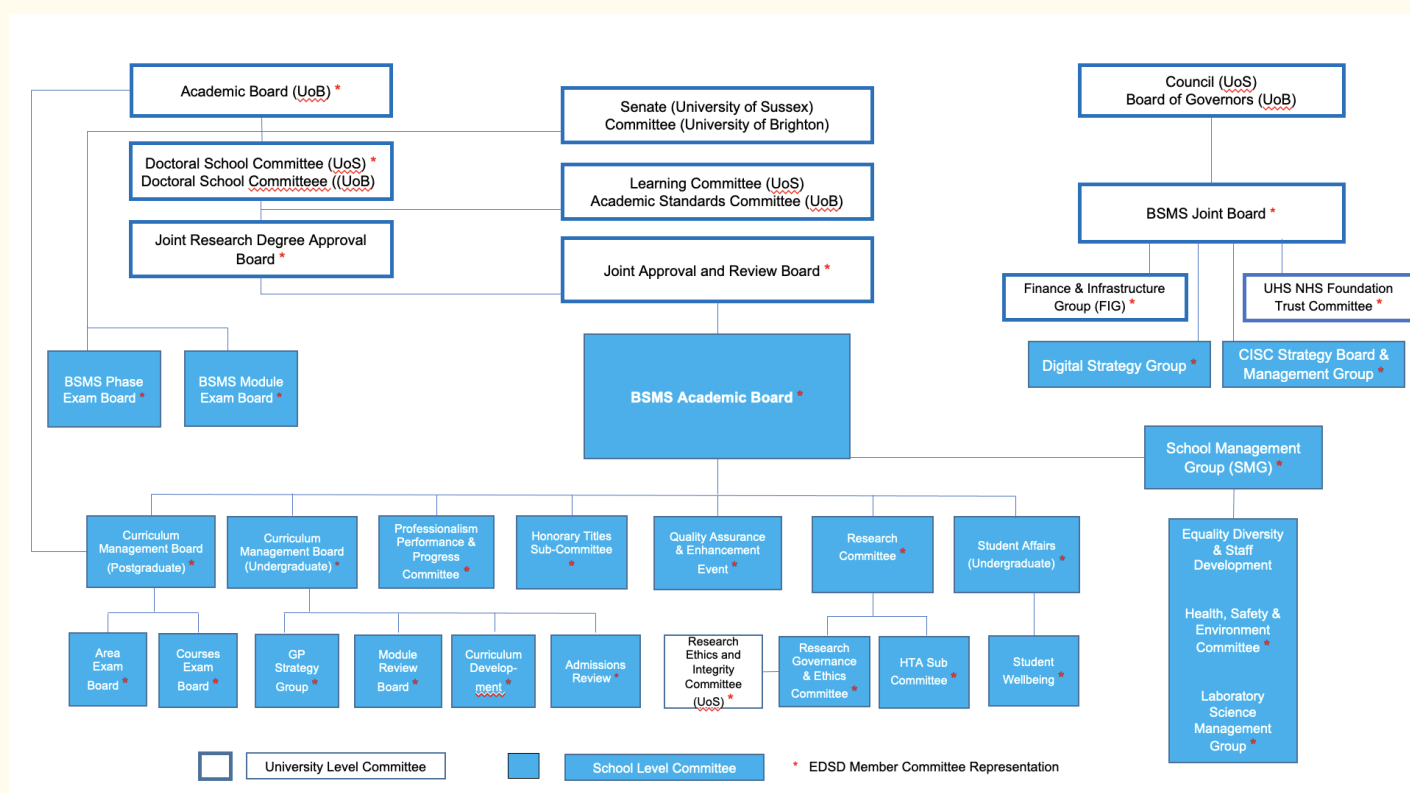 Academic Board (UoB) *
Senate (University of Sussex)
Committee (University of Brighton)
Council (UoS)
Board of Governors (UoB)
Doctoral School Committee (UoS) *
Doctoral School Committeee ((UoB)
Learning Committee (UoS)
Academic Standards Committee (UoB)
BSMS Joint Board *
Joint Research Degree Approval
Board *
Joint Approval and Review Board *
Finance & Infrastructure
Group (FIG) *
UHS NHS Foundation
Trust Committee *
Digital Strategy Group *
CISC Strategy Board &
Management Group *
BSMS Phase
Exam Board *
BSMS Module
Exam Board *
BSMS Academic Board *
School Management
Group (SMG) *
Curriculum
Management Board
(Postgraduate) *
Curriculum
Management Board
(Undergraduate) *
Professionalism
Performance &
Progress
Committee *
Honorary Titles
Sub-Committee
*
Quality Assurance
& Enhancement
Event *
Research
Committee *
Student Affairs
(Undergraduate) *
Equality Diversity
& Staff
Development
Health, Safety &
Environment
Committee *
Laboratory
Science
Management
Group *
Area
Exam
Board *
Courses
Exam
Board *
GP
Strategy
Group *
Module
Review
Board *
Curriculum
Develop-
ment *
Admissions
Review *
Research
Ethics and
Integrity
Committee
(UoS) *
Research
Governance
& Ethics
Committee *
HTA Sub
Committee *
Student
Wellbeing *
University Level Committee
School Level Committee
* EDSD Member Committee Representation